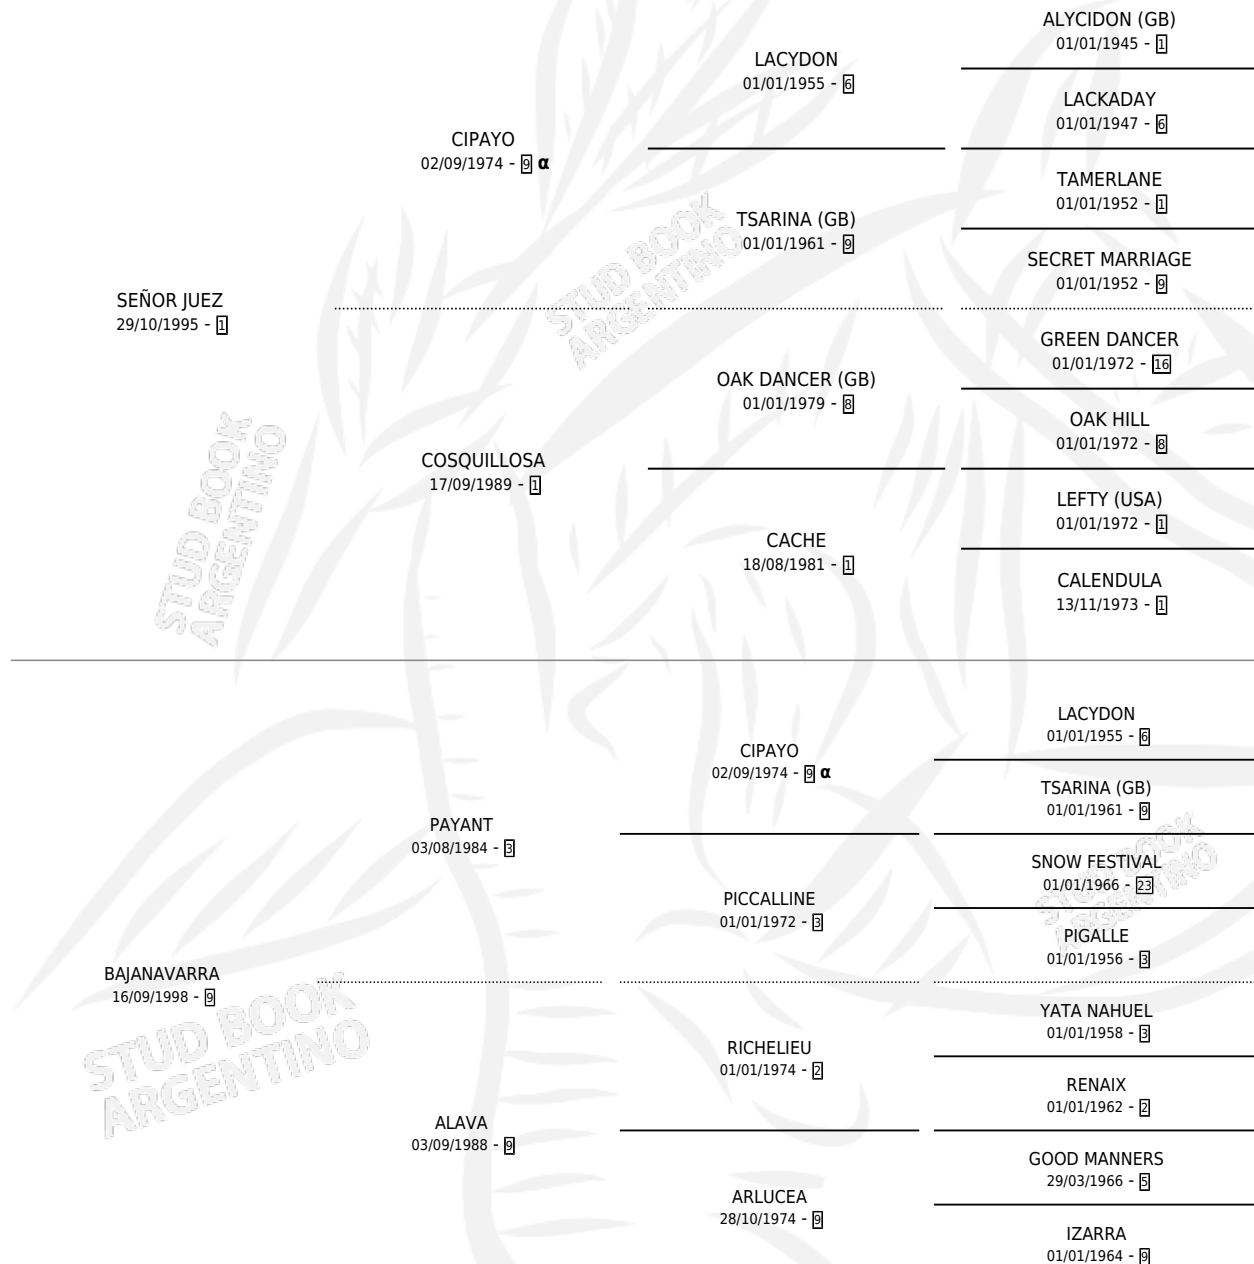 SEÑOR JUEZ
29/10/1995 - 1
CIPAYO
02/09/1974 - 9 α
LACYDON
01/01/1955 - 6
ALYCIDON (GB)
01/01/1945 - 1
LACKADAY
01/01/1947 - 6
TSARINA (GB)
01/01/1961 - 9
TAMERLANE
01/01/1952 - 1
SECRET MARRIAGE
01/01/1952 - 9
COSQUILLOSA
17/09/1989 - 1
OAK DANCER (GB)
01/01/1979 - 8
GREEN DANCER
01/01/1972 - 16
OAK HILL
01/01/1972 - 8
CACHE
18/08/1981 - 1
LEFTY (USA)
01/01/1972 - 1
CALENDULA
13/11/1973 - 1
BAJANAVARRA
16/09/1998 - 9
PAYANT
03/08/1984 - 3
CIPAYO
02/09/1974 - 9 α
LACYDON
01/01/1955 - 6
TSARINA (GB)
01/01/1961 - 9
PICCALLINE
01/01/1972 - 3
SNOW FESTIVAL
01/01/1966 - 23
PIGALLE
01/01/1956 - 3
ALAVA
03/09/1988 - 9
RICHELIEU
01/01/1974 - 2
YATA NAHUEL
01/01/1958 - 3
RENAIX
01/01/1962 - 2
ARLUCEA
28/10/1974 - 9
GOOD MANNERS
29/03/1966 - 5
IZARRA
01/01/1964 - 9
STUD BOOK
ARGENTINO
STUD BOOK
ARGENTINO
STUD BOOK
ARGENTINO
STUD BOOK
ARGENTINO